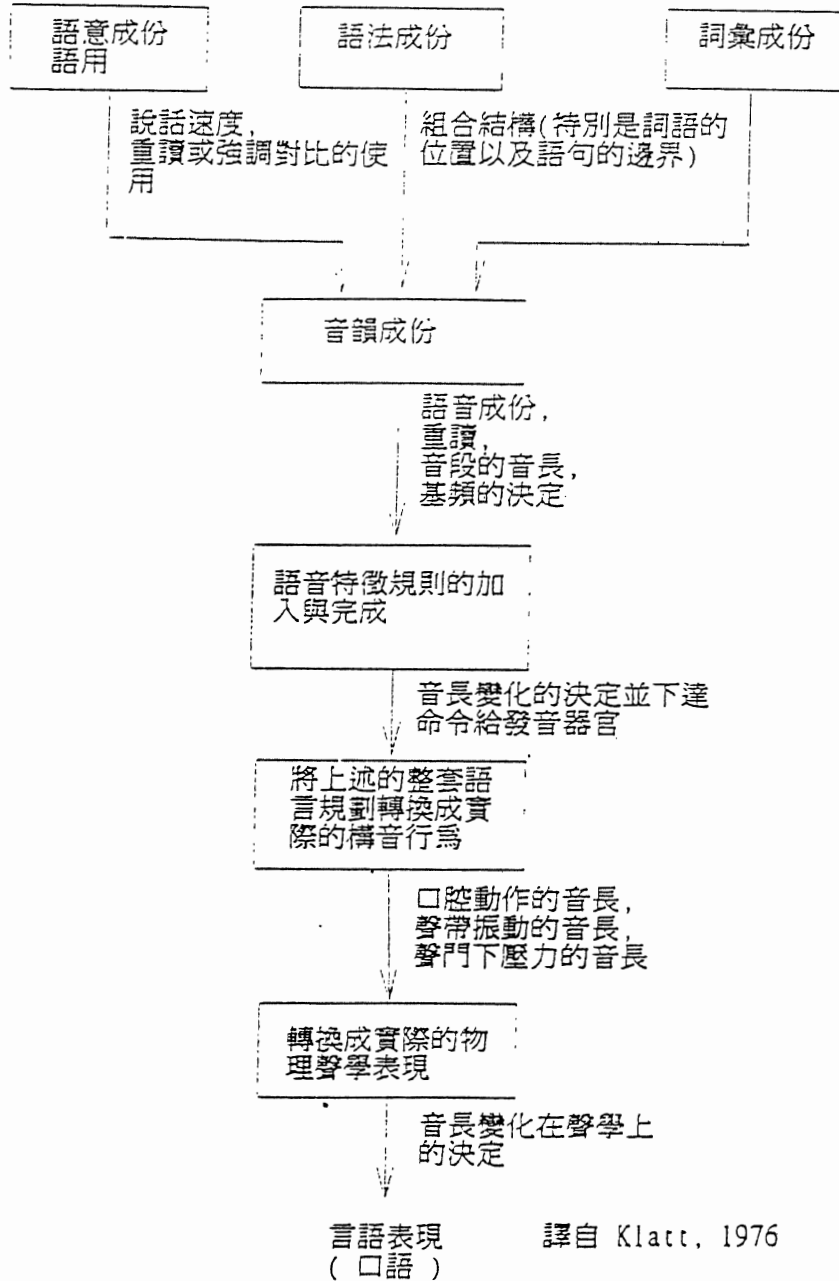 語意成份
語用
語法成份
詞彙成份
說話速度,
重讀或強調對比的使
用
組合結構(特別是詞語的
位置以及語句的邊界)
音韻成份
語音成份,
重讀,
音段的音長,
基頻的決定
語音特徵規則的加
入與完成
音長變化的決定並下達
命令給發音器官
將上述的整套語
言規劃轉換成實
際的構音行為
口腔動作的音長,
聲帶振動的音長,
聲門下壓力的音長
轉換成實際的物
理聲學表現
音長變化在聲學上
的決定
言語表現
( 口語 )
譯自 Klatt, 1976